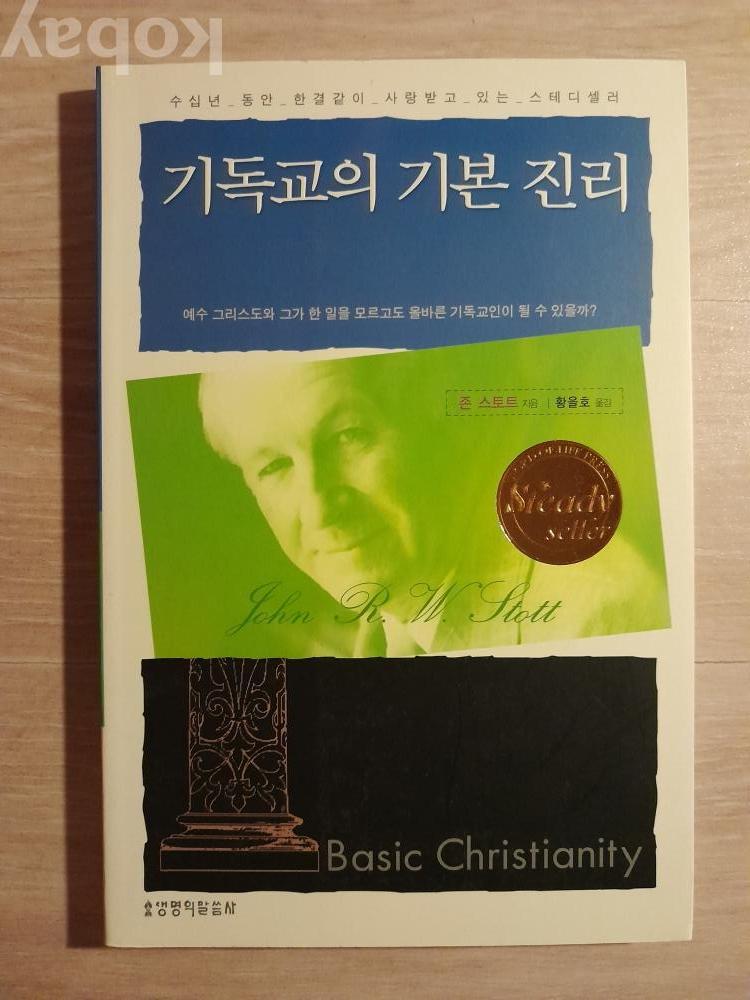 kobay
수십년_동안_한결같이_사랑받고_있는_스테디셀러
기독교의 기본 진리
예수 그리스도와 그가 한 일을 모르고도 올바른 기독교인이 될 수 있을까?
존 스토트 지음 | 황을호 옮김
OF LIFE PRESS
Steady
seller
John R. W. Stott
Basic Christianity
생명의말씀사